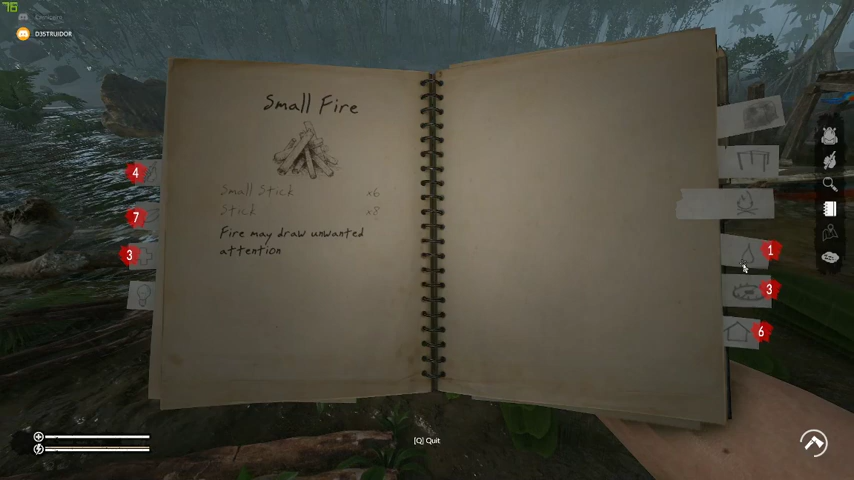 76
D3STRUIDOR
Small Fire
Small Stick x6
Stick x8
Fire may draw unwanted
attention
4
7
3
1
3
6
[Q] Quit